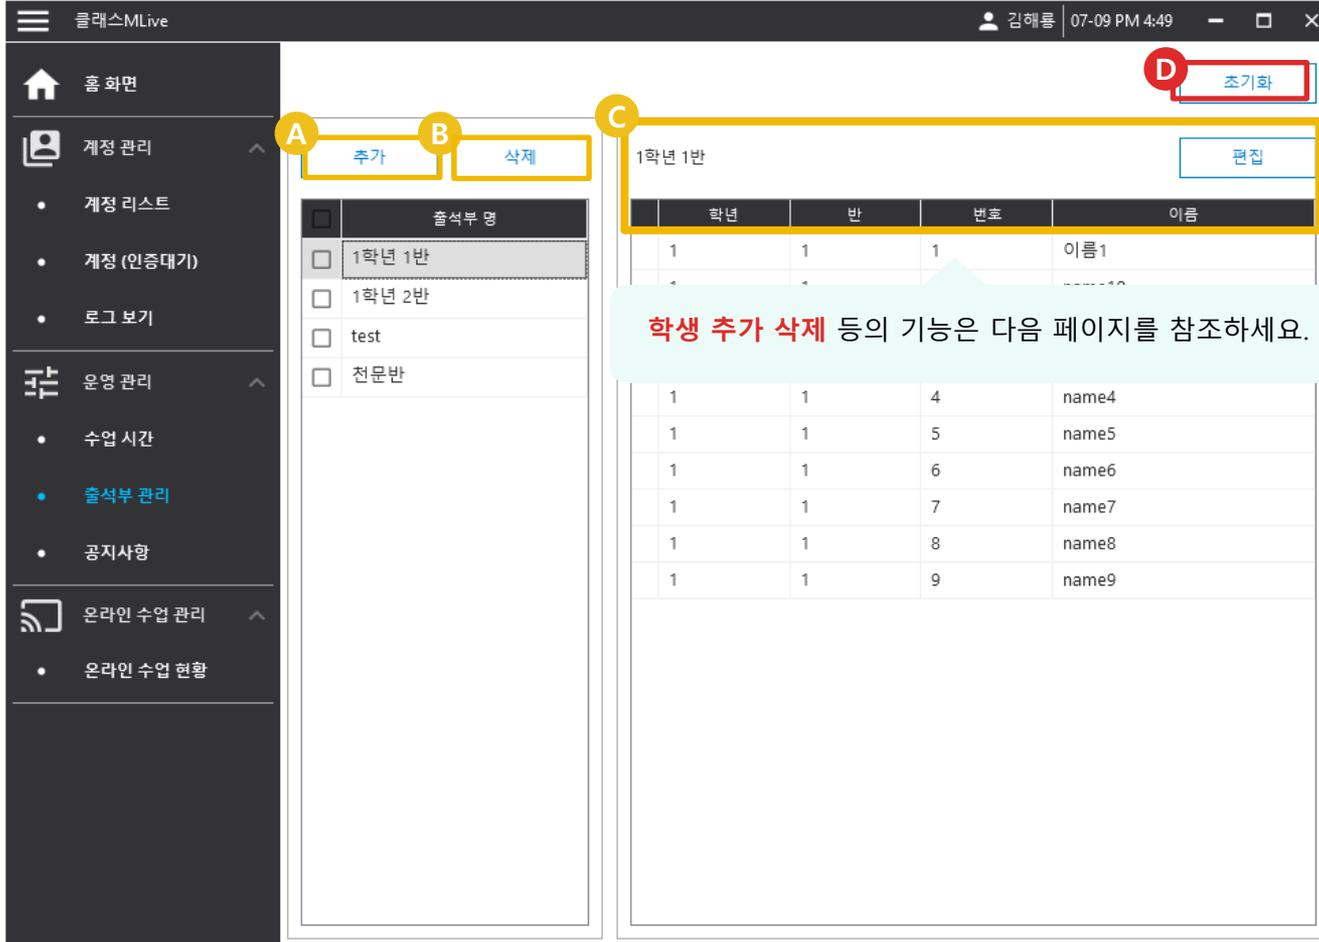 클래스MLive
김해룡 07-09 PM 4:49
홈 화면
계정 관리
계정 리스트
계정 (인증대기)
로그 보기
운영 관리
수업 시간
출석부 관리
공지사항
온라인 수업 관리
온라인 수업 현황
D 초기화
A 추가 B 삭제
출석부 명
1학년 1반
1학년 2반
test
천문반
C
1학년 1반 편집
학년 반 번호 이름
1 1 1 이름1
학생 추가 삭제 등의 기능은 다음 페이지를 참조하세요.
1 1 4 name4
1 1 5 name5
1 1 6 name6
1 1 7 name7
1 1 8 name8
1 1 9 name9